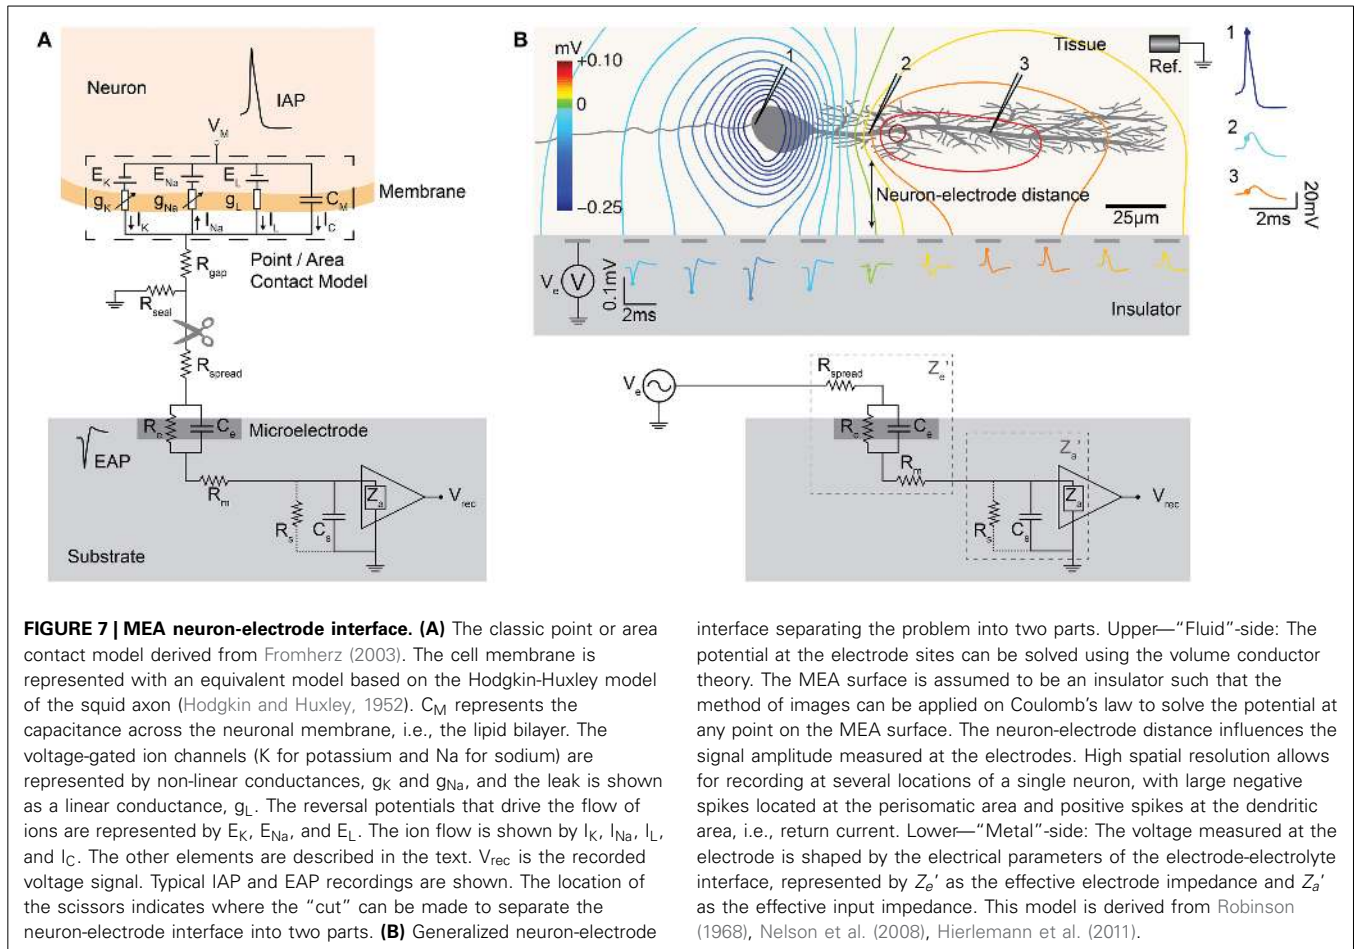 A
Neuron
IAP
V_M
E_K
E_Na
E_L
g_K
g_Na
g_L
C_M
Membrane
I_K
I_Na
I_L
I_C
R_gap
Point / Area
Contact Model
R_seal
R_spread
R_e
C_e
Microelectrode
EAP
R_m
Z_a
V_rec
R_s
C_s
Substrate
B
mV
+0.10
0
−0.25
1
2
3
Tissue
Ref.
Neuron-electrode distance
25µm
V_e
V
0.1mV
2ms
Insulator
1
2
3
20mV
2ms
V_e
R_spread
Z_e'
R_e
C_e
R_m
Z_a'
Z_a
V_rec
R_s
C_s
FIGURE 7 | MEA neuron-electrode interface. (A) The classic point or area
contact model derived from Fromherz (2003). The cell membrane is
represented with an equivalent model based on the Hodgkin-Huxley model
of the squid axon (Hodgkin and Huxley, 1952). C_M represents the
capacitance across the neuronal membrane, i.e., the lipid bilayer. The
voltage-gated ion channels (K for potassium and Na for sodium) are
represented by non-linear conductances, g_K and g_Na, and the leak is shown
as a linear conductance, g_L. The reversal potentials that drive the flow of
ions are represented by E_K, E_Na, and E_L. The ion flow is shown by I_K, I_Na, I_L,
and I_C. The other elements are described in the text. V_rec is the recorded
voltage signal. Typical IAP and EAP recordings are shown. The location of
the scissors indicates where the “cut” can be made to separate the
neuron-electrode interface into two parts. (B) Generalized neuron-electrode
interface separating the problem into two parts. Upper—“Fluid”-side: The
potential at the electrode sites can be solved using the volume conductor
theory. The MEA surface is assumed to be an insulator such that the
method of images can be applied on Coulomb’s law to solve the potential at
any point on the MEA surface. The neuron-electrode distance influences the
signal amplitude measured at the electrodes. High spatial resolution allows
for recording at several locations of a single neuron, with large negative
spikes located at the perisomatic area and positive spikes at the dendritic
area, i.e., return current. Lower—“Metal”-side: The voltage measured at the
electrode is shaped by the electrical parameters of the electrode-electrolyte
interface, represented by Z_e’ as the effective electrode impedance and Z_a’
as the effective input impedance. This model is derived from Robinson
(1968), Nelson et al. (2008), Hierlemann et al. (2011).